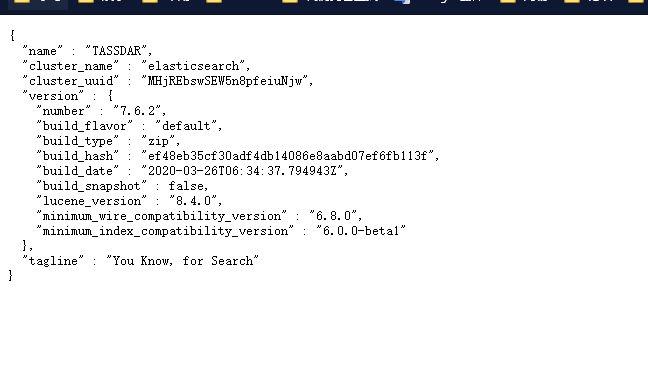 {
"name" : "TASSDAR",
"cluster_name" : "elasticsearch",
"cluster_uuid" : "MHjREbswSEW5n8pfeiuNjw",
"version" : {
"number" : "7.6.2",
"build_flavor" : "default",
"build_type" : "zip",
"build_hash" : "ef48eb35cf30adf4db14086e8aabd07ef6fb113f",
"build_date" : "2020-03-26T06:34:37.794943Z",
"build_snapshot" : false,
"lucene_version" : "8.4.0",
"minimum_wire_compatibility_version" : "6.8.0",
"minimum_index_compatibility_version" : "6.0.0-beta1"
},
"tagline" : "You Know, for Search"
}